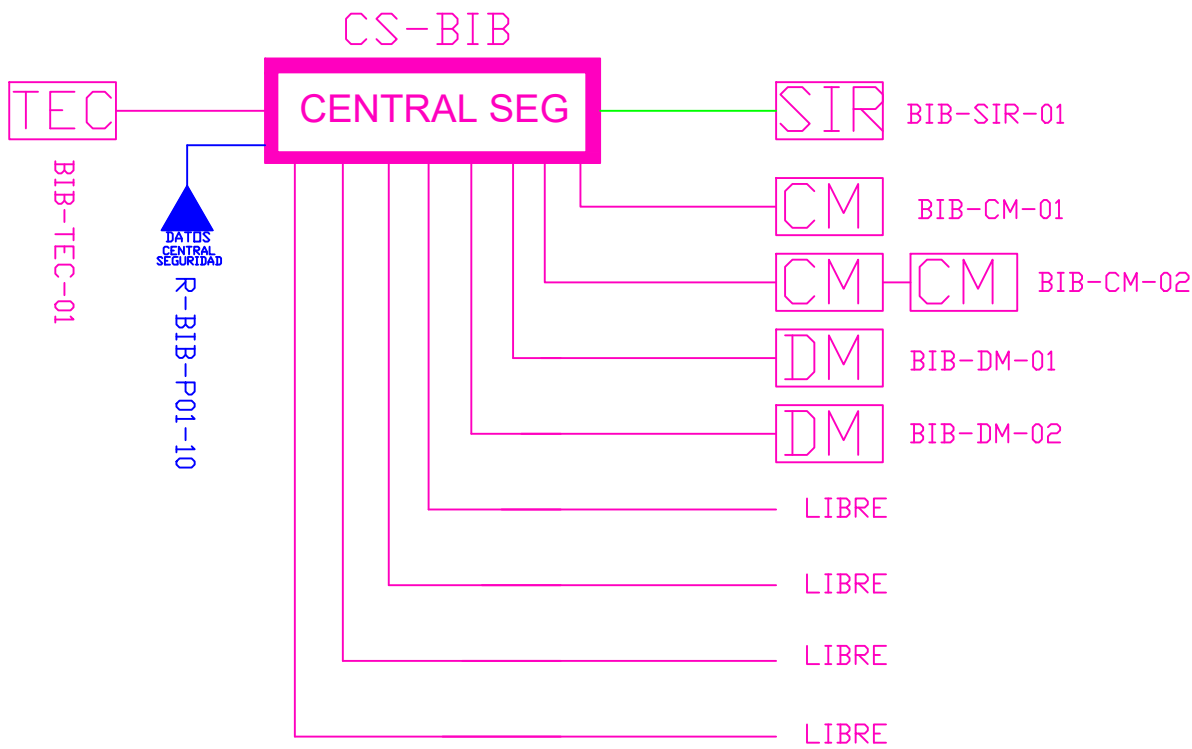 CS-BIB
TEC
CENTRAL SEG
SIR
BIB-SIR-01
BIB-TEC-01
DATOS
CENTRAL
SEGURIDAD
R-BIB-P01-10
CM
BIB-CM-01
CM
CM
BIB-CM-02
DM
BIB-DM-01
DM
BIB-DM-02
LIBRE
LIBRE
LIBRE
LIBRE